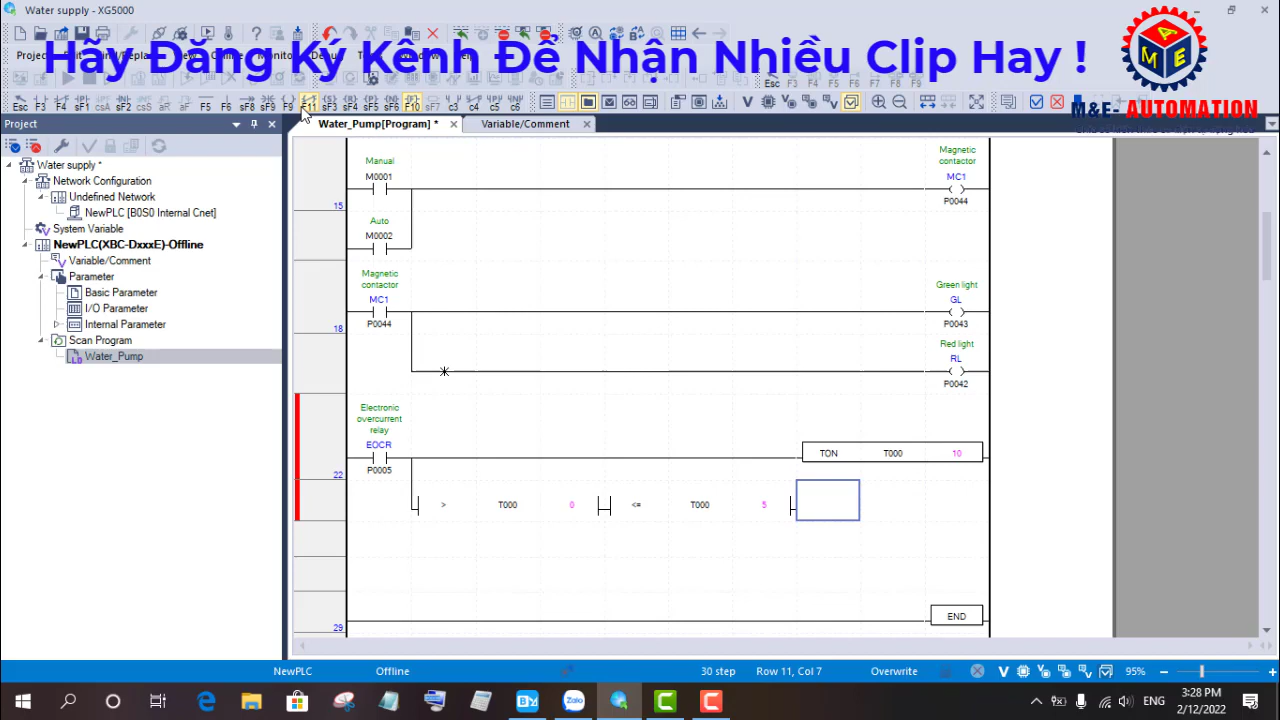 Water supply - XG5000
Hãy Đăng Ký Kênh Để Nhận Nhiều Clip Hay !
M&E- AUTOMATION
Project
Water_Pump[Program] *
Variable/Comment
Project
Water supply *
Network Configuration
Undefined Network
NewPLC [B0S0 Internal Cnet]
System Variable
NewPLC(XBC-DxxxE)-Offline
Variable/Comment
Parameter
Basic Parameter
I/O Parameter
Internal Parameter
Scan Program
Water_Pump
Manual
M0001
Magnetic
contactor
MC1
P0044
15
Auto
M0002
Magnetic
contactor
MC1
P0044
Green light
GL
P0043
18
Red light
RL
P0042
Electronic
overcurrent
relay
EOCR
P0005
TON T000 10
22
> T000 0 <= T000 5
END
29
NewPLC Offline 30 step Row 11, Col 7 Overwrite 95%
ENG
3:28 PM
2/12/2022